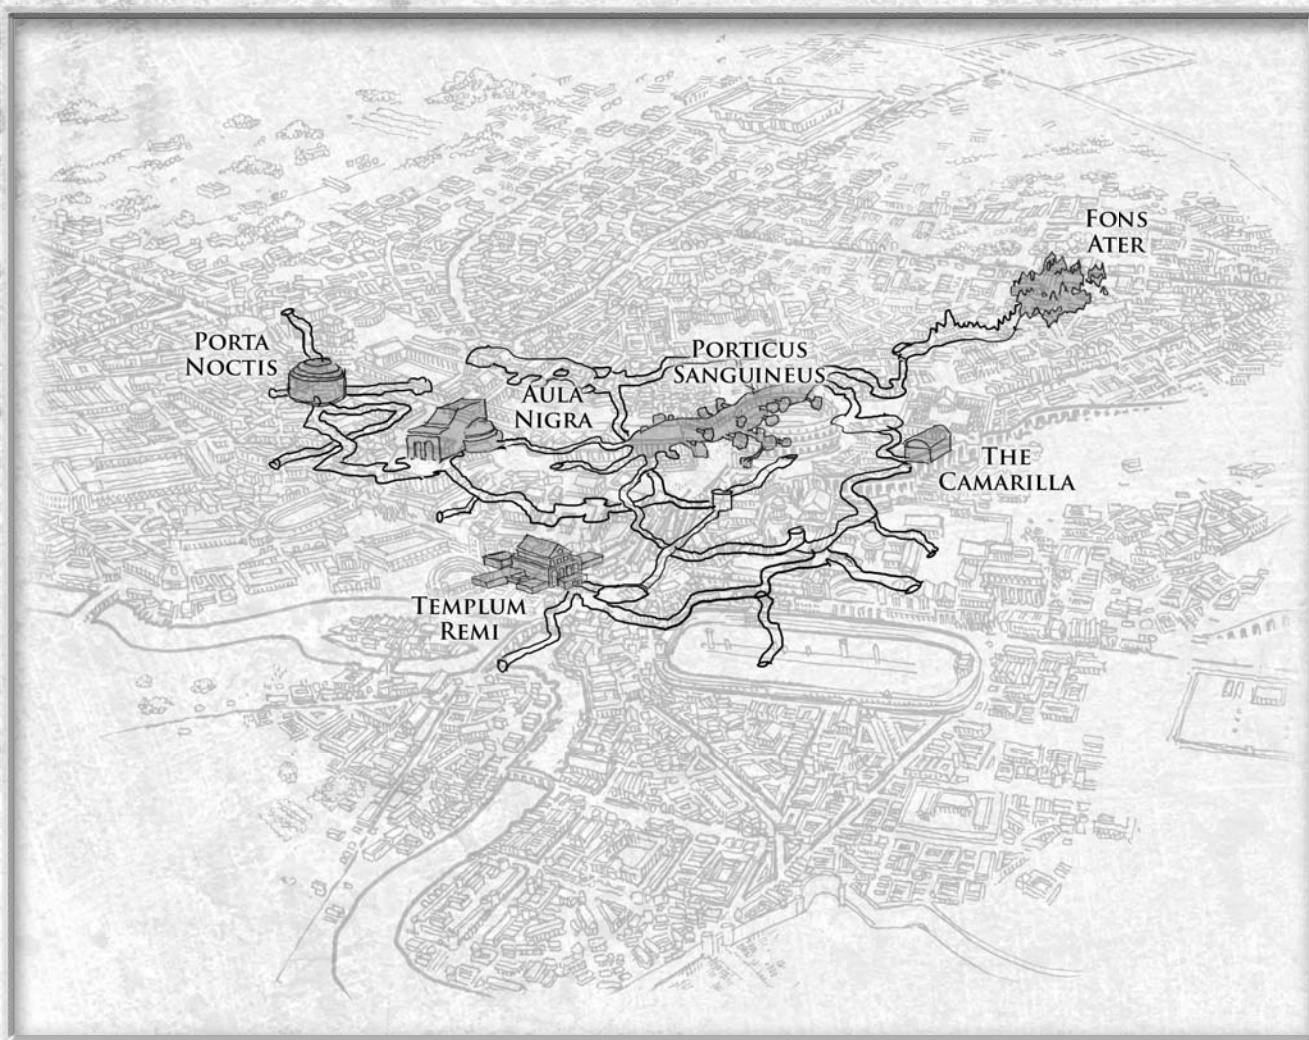 Fons
Ater
Porta
Noctis
Porticus
Sanguineus
Aula
Nigra
The
Camarilla
Templum
Remi